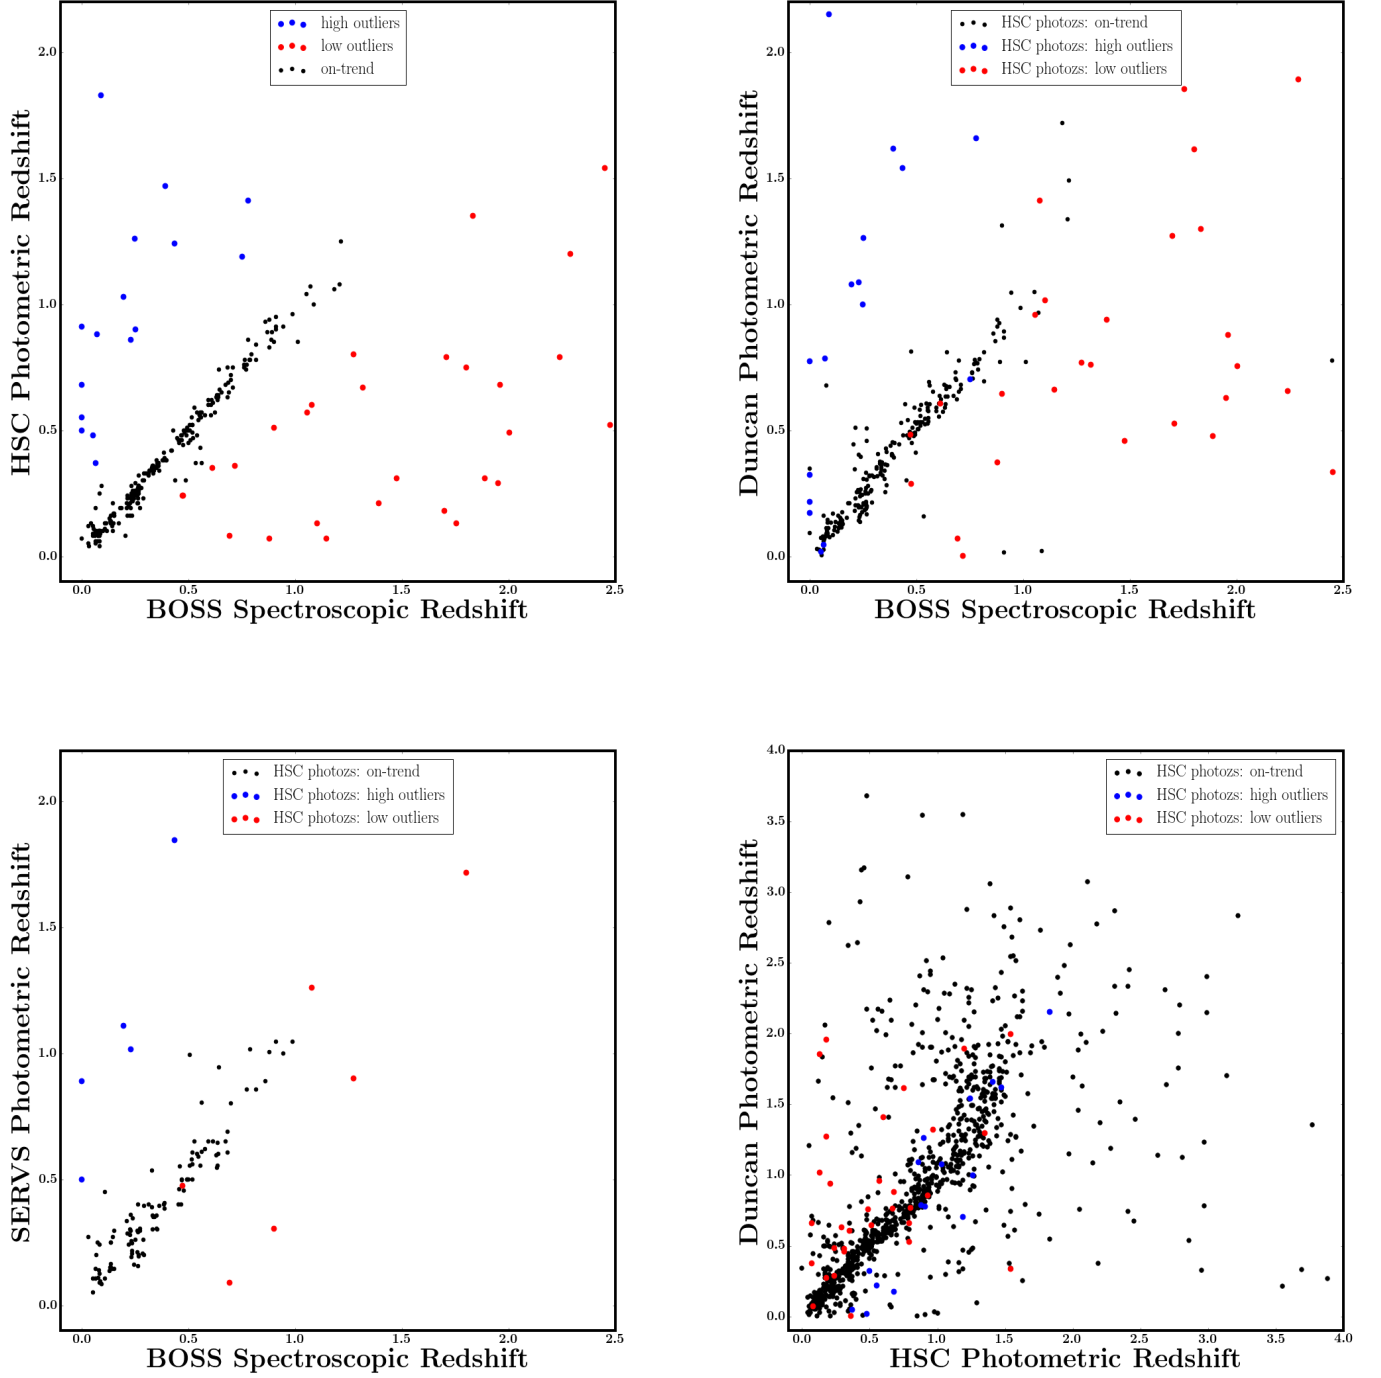 2.0
1.5
1.0
0.5
0.0
HSC Photometric Redshift
high outliers
low outliers
on-trend
0.0 0.5 1.0 1.5 2.0 2.5
BOSS Spectroscopic Redshift
2.0
1.5
1.0
0.5
0.0
Duncan Photometric Redshift
HSC photozs: on-trend
HSC photozs: high outliers
HSC photozs: low outliers
0.0 0.5 1.0 1.5 2.0 2.5
BOSS Spectroscopic Redshift
2.0
1.5
1.0
0.5
0.0
SERVS Photometric Redshift
HSC photozs: on-trend
HSC photozs: high outliers
HSC photozs: low outliers
0.0 0.5 1.0 1.5 2.0 2.5
BOSS Spectroscopic Redshift
4.0
3.5
3.0
2.5
2.0
1.5
1.0
0.5
0.0
Duncan Photometric Redshift
HSC photozs: on-trend
HSC photozs: high outliers
HSC photozs: low outliers
0.0 0.5 1.0 1.5 2.0 2.5 3.0 3.5 4.0
HSC Photometric Redshift